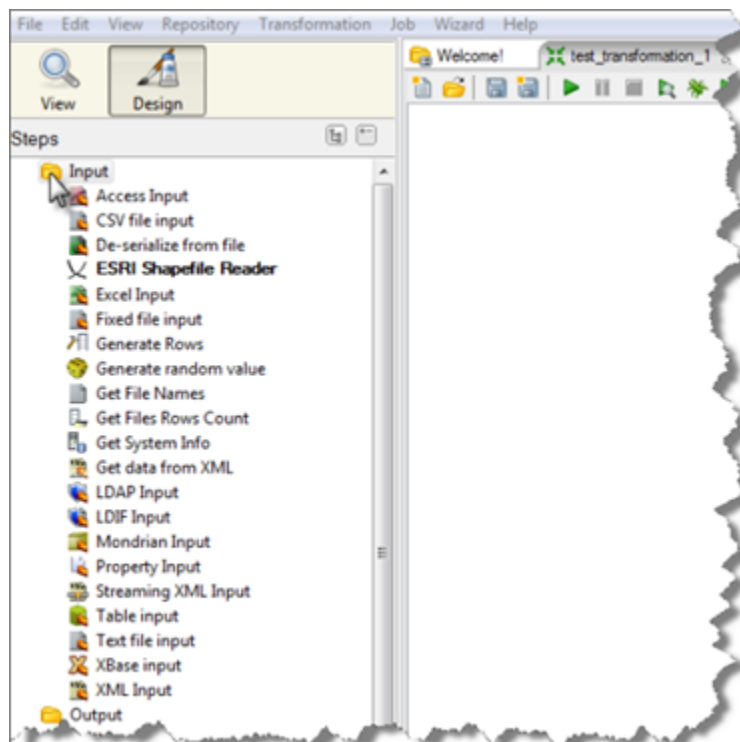 File Edit View Repository Transformation Job Wizard Help
Welcome! test_transfomation_1
View Design
Steps
Input
Access Input
CSV file input
De-serialize from file
ESRI Shapefile Reader
Excel Input
Fixed file input
Generate Rows
Generate random value
Get File Names
Get Files Rows Count
Get System Info
Get data from XML
LDAP Input
LDIF Input
Mondrian Input
Property Input
Streaming XML Input
Table input
Text file input
XBase input
XML Input
Output